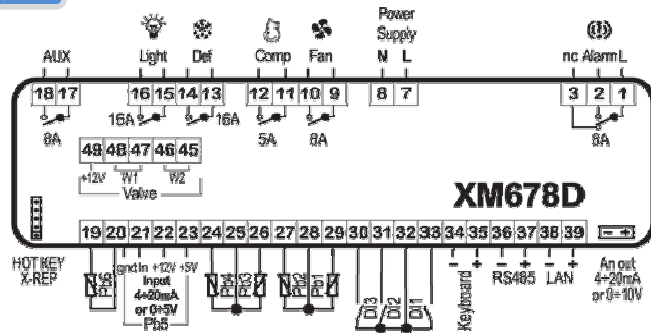 Power
AUX Light Def Comp Fan Supply nc Alarm L
N L
18 17 16 15 14 13 12 11 10 9 8 7 3 2 1
8A 16A 16A 5A 8A 8A
49 48 47 46 45
+12V W1 W2
Valve
XM678D
19 20 21 22 23 24 25 26 27 28 29 30 31 32 33 34 35 36 37 38 39
HOT KEY
X-REP
Pb6
gnd In +12V +5V
Input
4÷20mA
or 0÷5V
Pb5
Pb4
Pb3
Pb2
Pb1
DI3
DI2
DI1
- +
Keyboard
- +
RS485
- +
LAN
- +
An out
4÷20mA
or 0÷10V